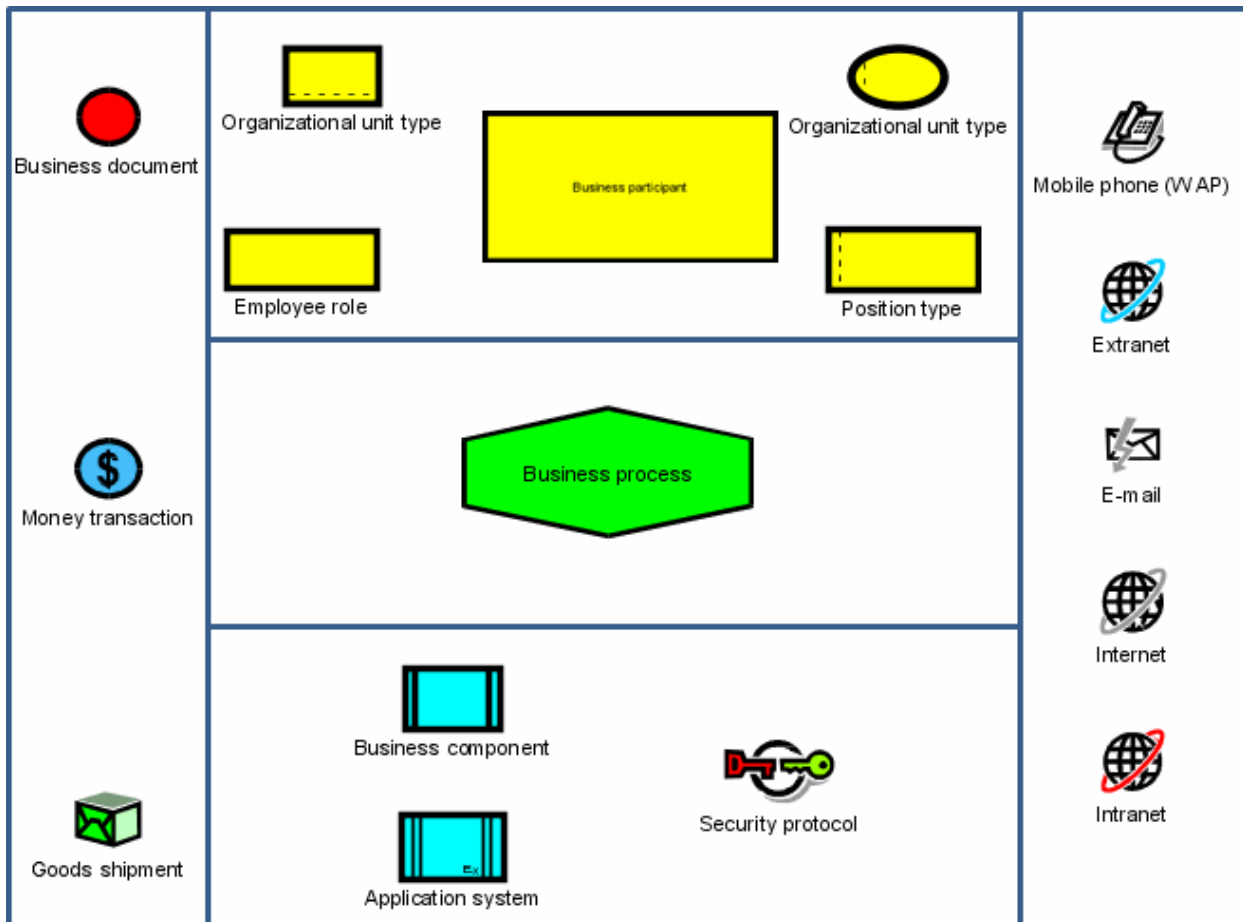 Business document
Money transaction
$
Goods shipment
Organizational unit type
Organizational unit type
Business participant
Employee role
Position type
Business process
Business component
Security protocol
Ex
Application system
Mobile phone (WAP)
Extranet
E-mail
Internet
Intranet